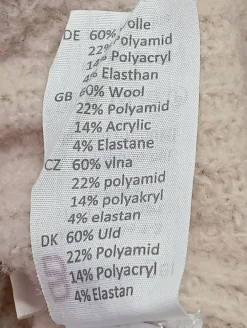 DE 60% olle
22% olyamid
14% Polyacryl
4% Elasthan
GB 60% Wool
22% Polyamid
14% Acrylic
4% Elastane
CZ 60% vlna
22% polyamid
14% polyakryl
4% elastan
DK 60% Uld
22% Polyamid
14% Polyacryl
4% Elastan